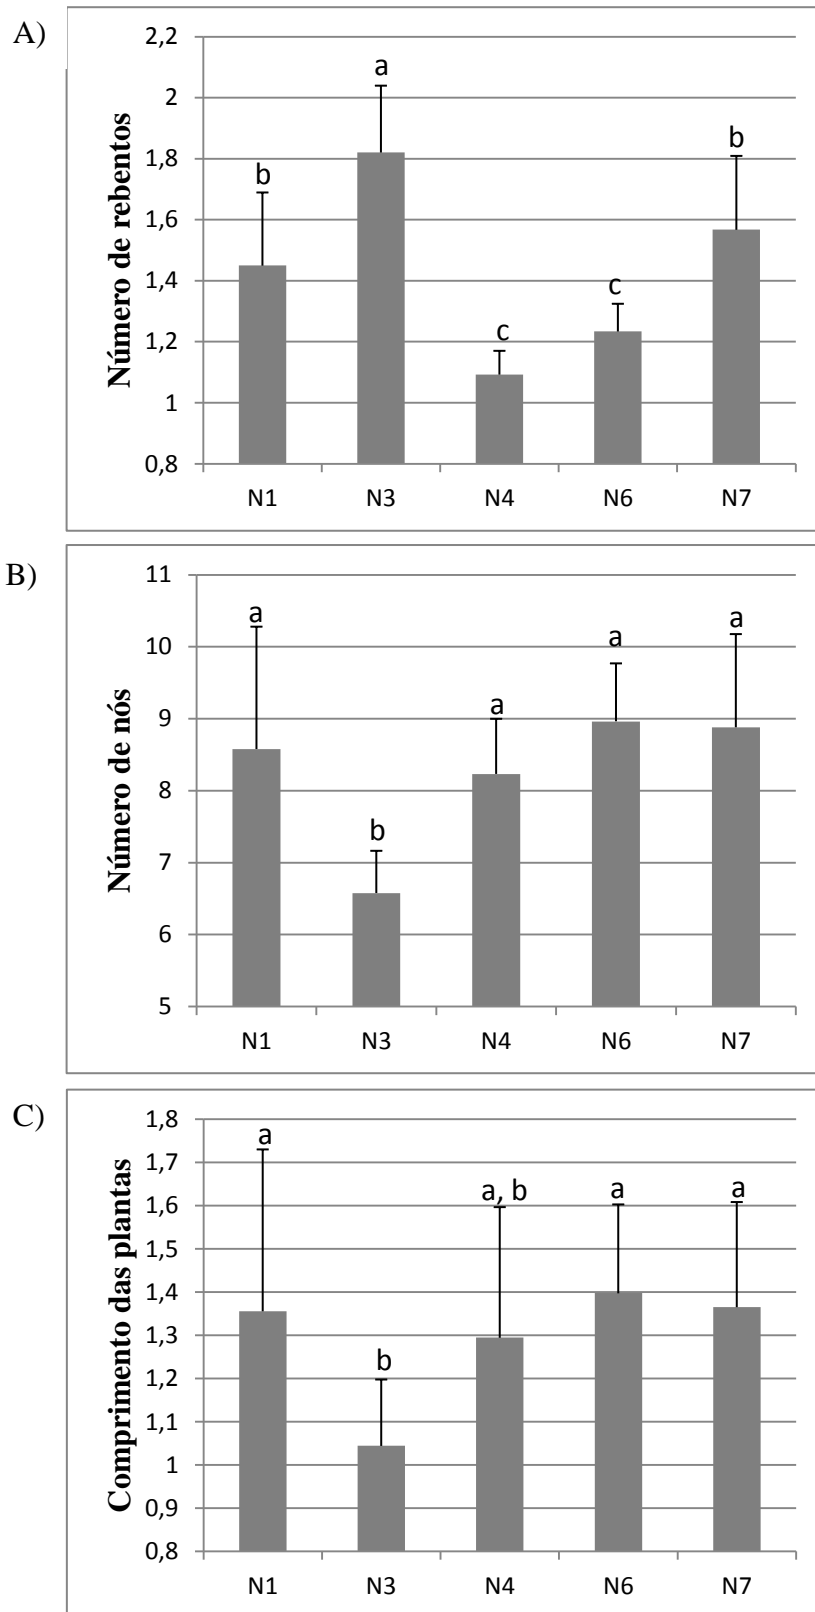 A)
2,2
2
1,8
1,6
1,4
1,2
1
0,8
Número de rebentos
b
a
c
c
b
N1 N3 N4 N6 N7
B)
11
10
9
8
7
6
5
Número de nós
a
b
a
a
a
N1 N3 N4 N6 N7
C)
1,8
1,7
1,6
1,5
1,4
1,3
1,2
1,1
1
0,9
0,8
Comprimento das plantas
a
b
a, b
a
a
N1 N3 N4 N6 N7